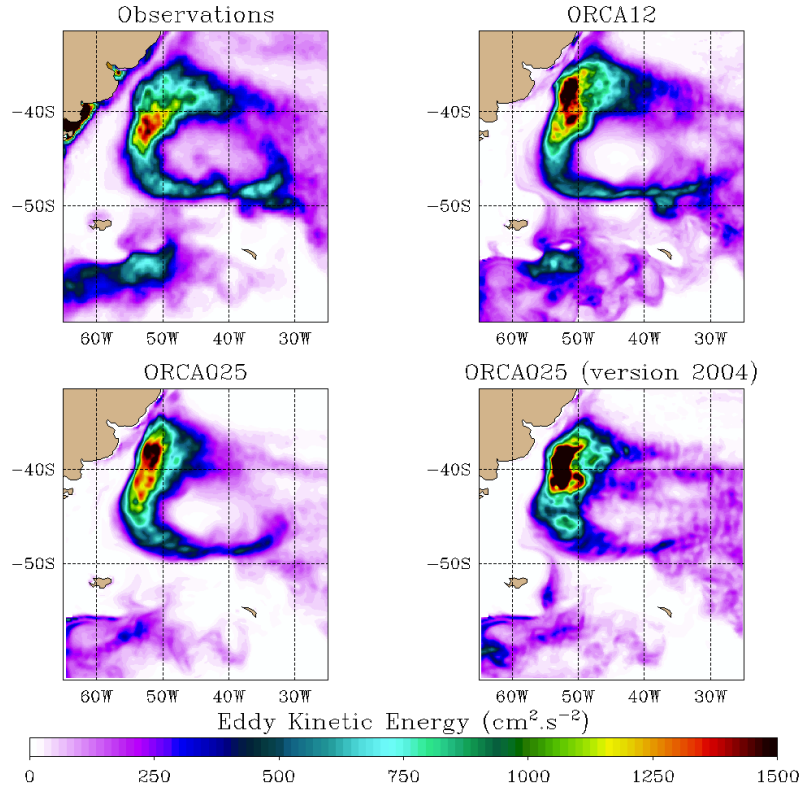 Observations
ORCA12
−40S
−50S
60W 50W 40W 30W
−40S
−50S
60W 50W 40W 30W
ORCA025
ORCA025 (version 2004)
−40S
−50S
60W 50W 40W 30W
−40S
−50S
60W 50W 40W 30W
Eddy Kinetic Energy (cm².s⁻²)
0 250 500 750 1000 1250 1500